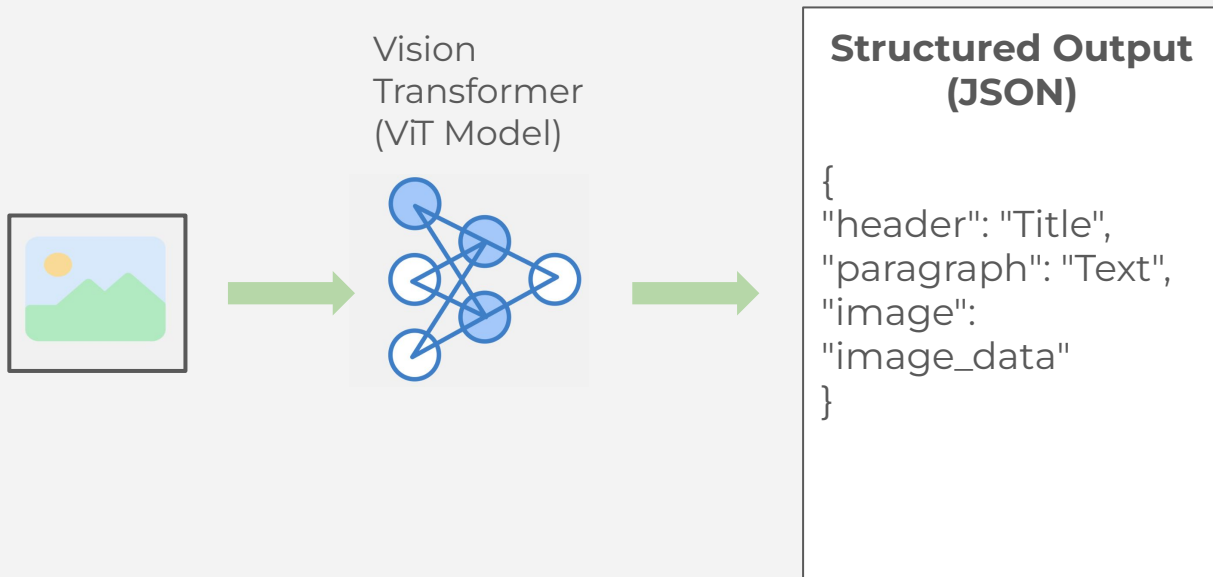 Vision
Transformer
(ViT Model)
Structured Output
(JSON)
{
"header": "Title",
"paragraph": "Text",
"image":
"image_data"
}